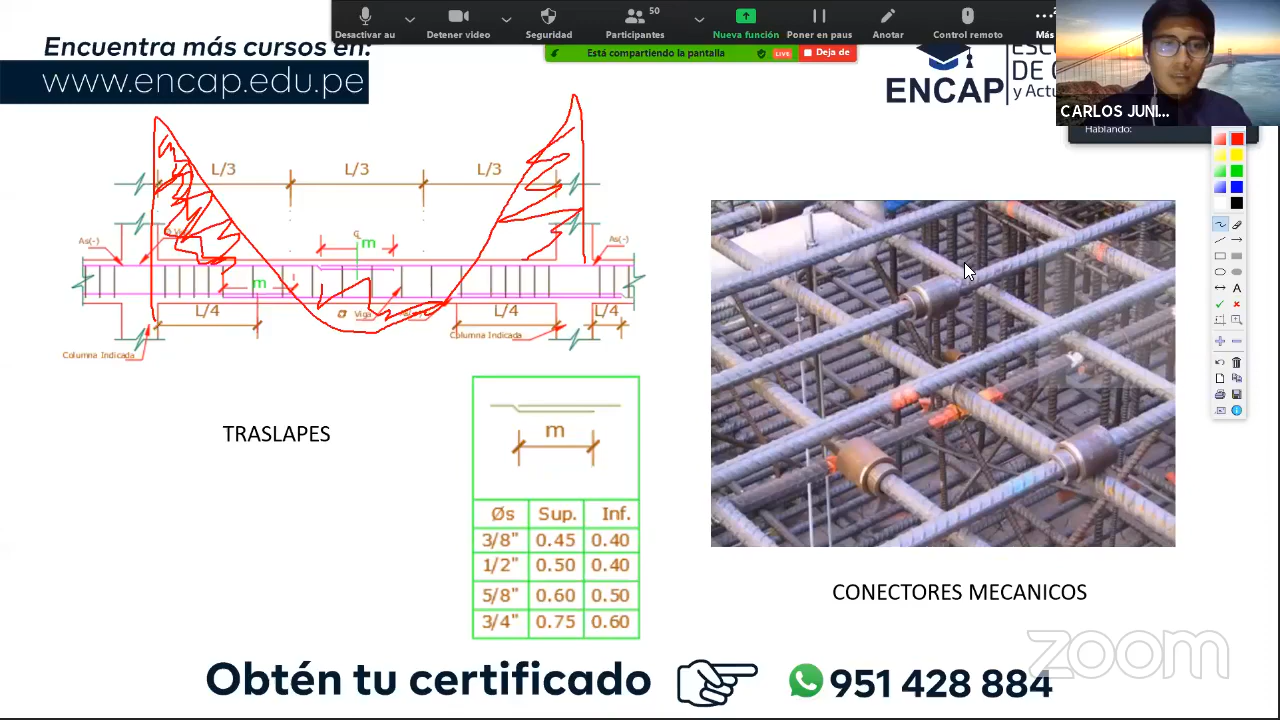 Desactivar au
Detener video
Seguridad
50
Participantes
Nueva función
Poner en paus
Anotar
Control remoto
Más
Está compartiendo la pantalla
LIVE
Deja de
Encuentra más cursos en:
www.encap.edu.pe
ENCAP
ESC
DE C
y Actu
CARLOS JUNI...
Hablando:
L/3
L/3
L/3
As(-)
m
As(-)
m
Viga
L/4
L/4
L/4
Columna Indicada
Columna Indicada
TRASLAPES
m
Øs Sup. Inf.
3/8" 0.45 0.40
1/2" 0.50 0.40
5/8" 0.60 0.50
3/4" 0.75 0.60
CONECTORES MECANICOS
zoom
Obtén tu certificado
951 428 884